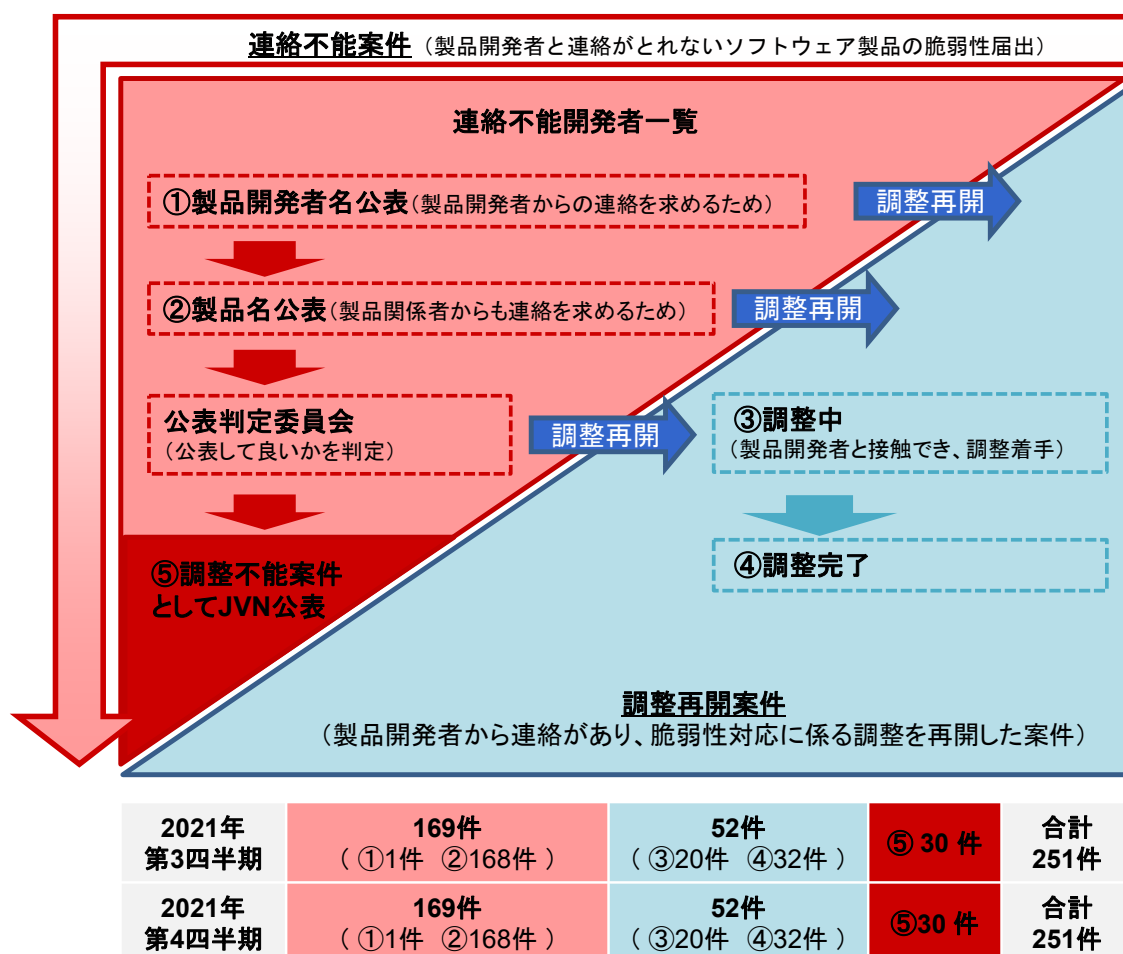 連絡不能案件（製品開発者と連絡がとれないソフトウェア製品の脆弱性届出）
連絡不能開発者一覧
①製品開発者名公表(製品開発者からの連絡を求めるため)
調整再開
②製品名公表(製品関係者からも連絡を求めるため)
調整再開
公表判定委員会
（公表して良いかを判定）
調整再開
③調整中
（製品開発者と接触でき、調整着手）
④調整完了
⑤調整不能案件
としてJVN公表
調整再開案件
（製品開発者から連絡があり、脆弱性対応に係る調整を再開した案件）
2021年
第3四半期
169件
（ ①1件 ②168件 ）
52件
（ ③20件 ④32件 ）
⑤ 30 件
合計
251件
2021年
第4四半期
169件
（ ①1件 ②168件 ）
52件
（ ③20件 ④32件 ）
⑤30 件
合計
251件